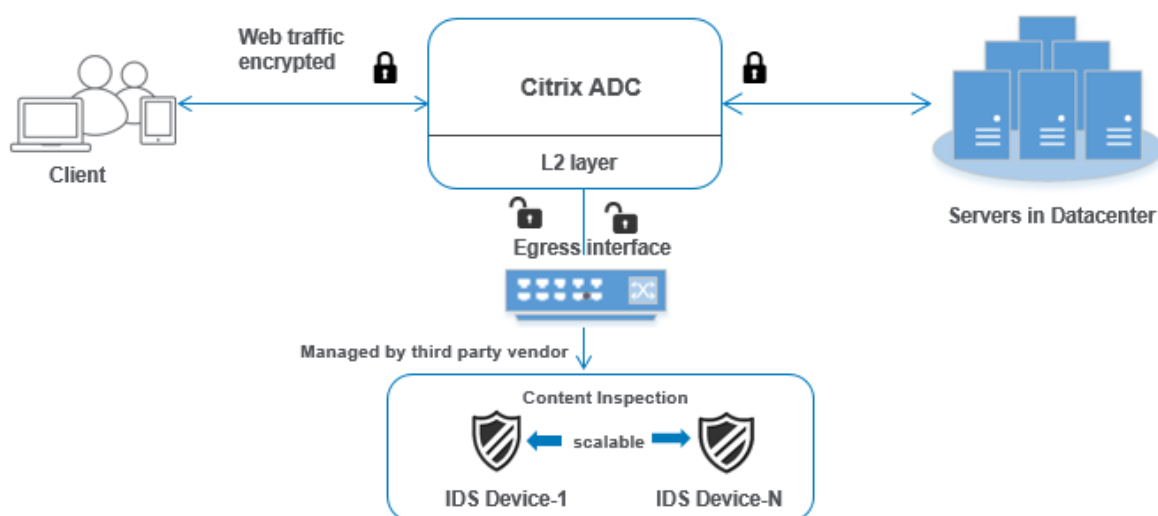 Web traffic
encrypted
Citrix ADC
L2 layer
Client
Servers in Datacenter
Egress interface
Managed by third party vendor
Content Inspection
scalable
IDS Device-1
IDS Device-N